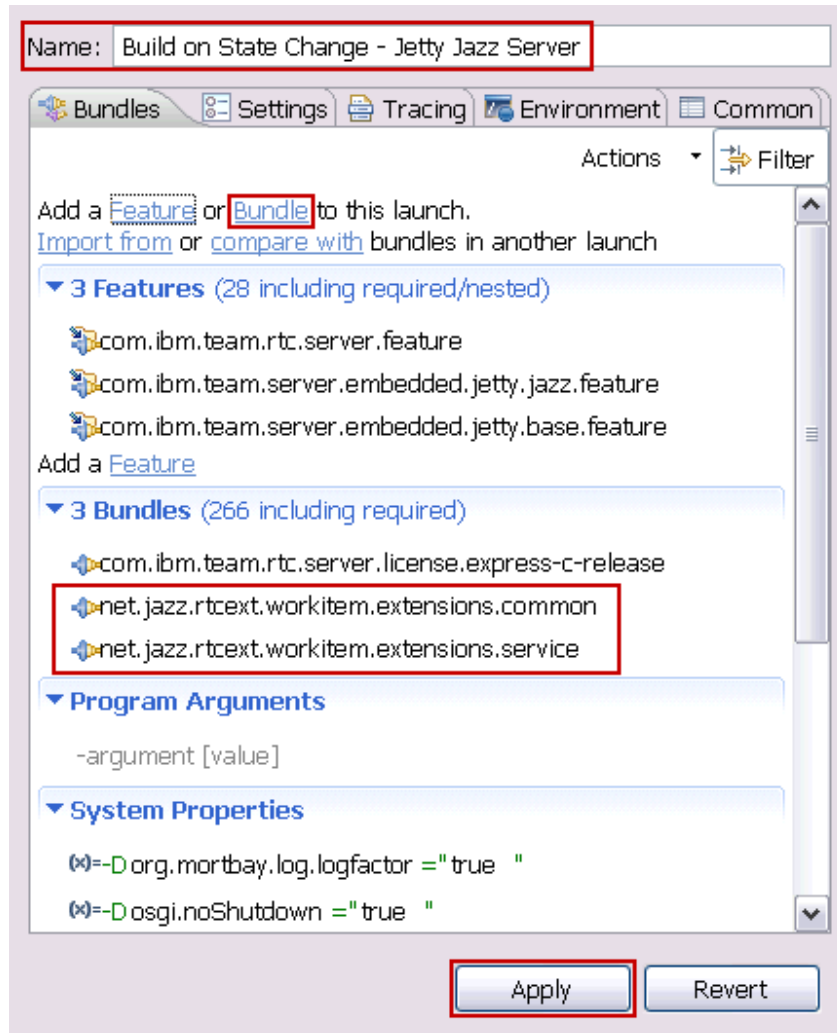 Name: Build on State Change - Jetty Jazz Server
Bundles Settings Tracing Environment Common
Actions Filter
Add a Feature or Bundle to this launch.
Import from or compare with bundles in another launch
3 Features (28 including required/nested)
com.ibm.team.rtc.server.feature
com.ibm.team.server.embedded.jetty.jazz.feature
com.ibm.team.server.embedded.jetty.base.feature
Add a Feature
3 Bundles (266 including required)
com.ibm.team.rtc.server.license.express-c-release
net.jazz.rtcext.workitem.extensions.common
net.jazz.rtcext.workitem.extensions.service
Program Arguments
-argument [value]
System Properties
(x)=-D org.mortbay.log.logfactor ="true "
(x)=-D osgi.noShutdown ="true "
Apply Revert